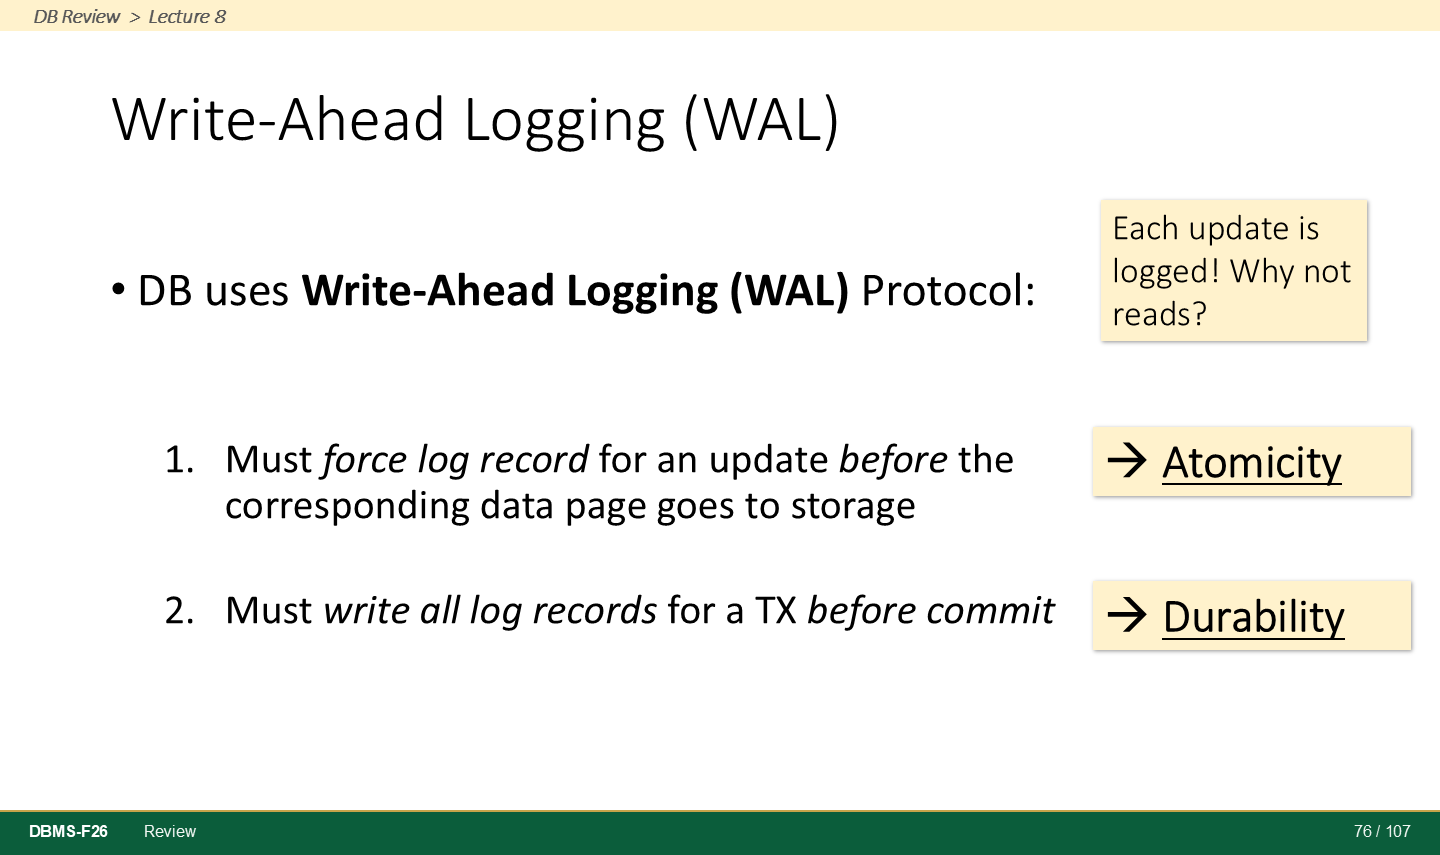 DB Review > Lecture 8
Write-Ahead Logging (WAL)
• DB uses Write-Ahead Logging (WAL) Protocol:
Each update is
logged! Why not
reads?
1. Must force log record for an update before the
corresponding data page goes to storage
→ Atomicity
2. Must write all log records for a TX before commit
→ Durability
DBMS-F26 Review 76 / 107